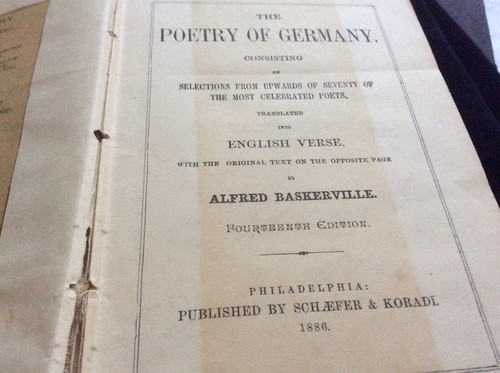 THE
POETRY OF GERMANY.
CONSISTING
OF
SELECTIONS FROM UPWARDS OF SEVENTY OF
THE MOST CELEBRATED POETS,
TRANSLATED
INTO
ENGLISH VERSE,
WITH THE ORIGINAL TEXT ON THE OPPOSITE PAGE
BY
ALFRED BASKERVILLE.
FOURTEENTH EDITION.
PHILADELPHIA:
PUBLISHED BY SCHÆFER & KORADI.
1886.